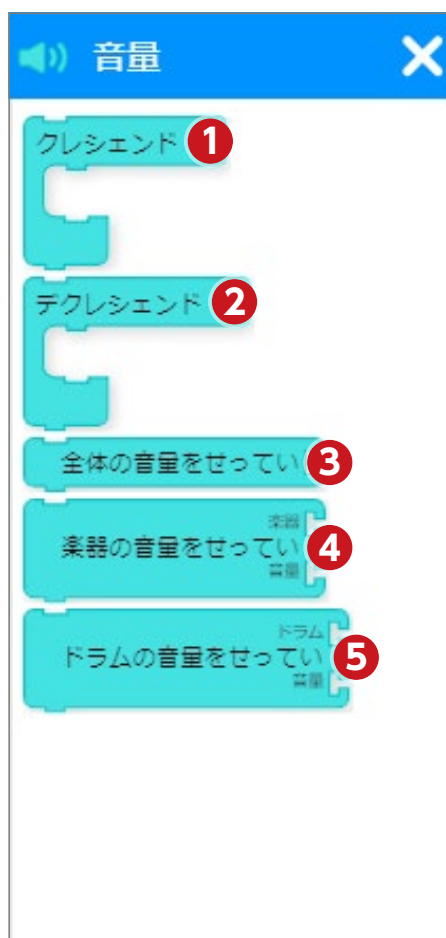 音量
クレシェンド 1
デクレシェンド 2
全体の音量をせってい 3
楽器
楽器の音量をせってい 4
音量
ドラム
ドラムの音量をせってい 5
音量